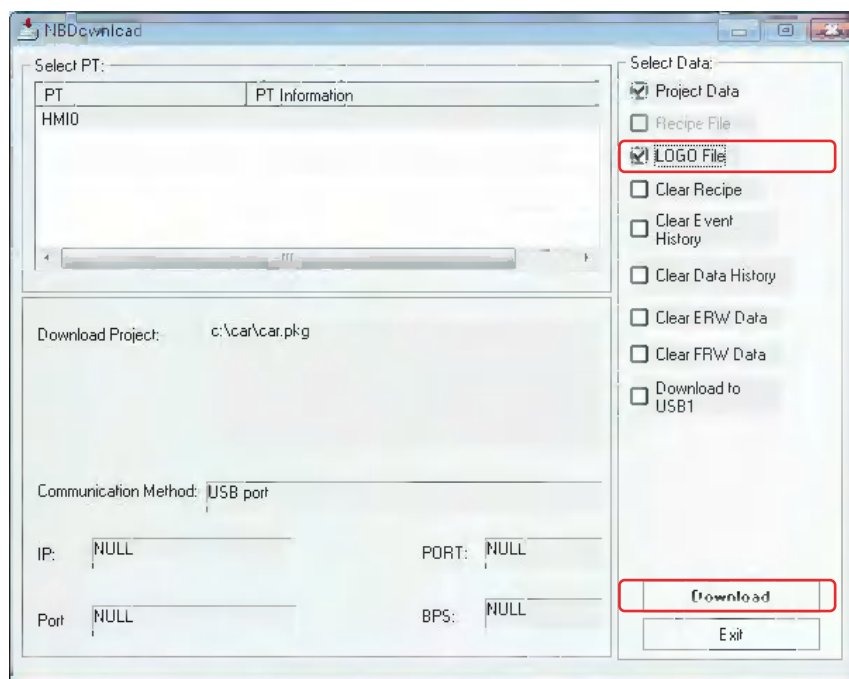 NBDownload
Select PT:
PT
PT Information
HMI0
Download Project:
c:\car\car.pkg
Communication Method:
USB port
IP:
NULL
PORT:
NULL
Port
NULL
BPS:
NULL
Select Data:
Project Data
Recipe File
LOGO File
Clear Recipe
Clear Event
History
Clear Data History
Clear ERW Data
Clear FRW Data
Download to
USB1
Download
Exit